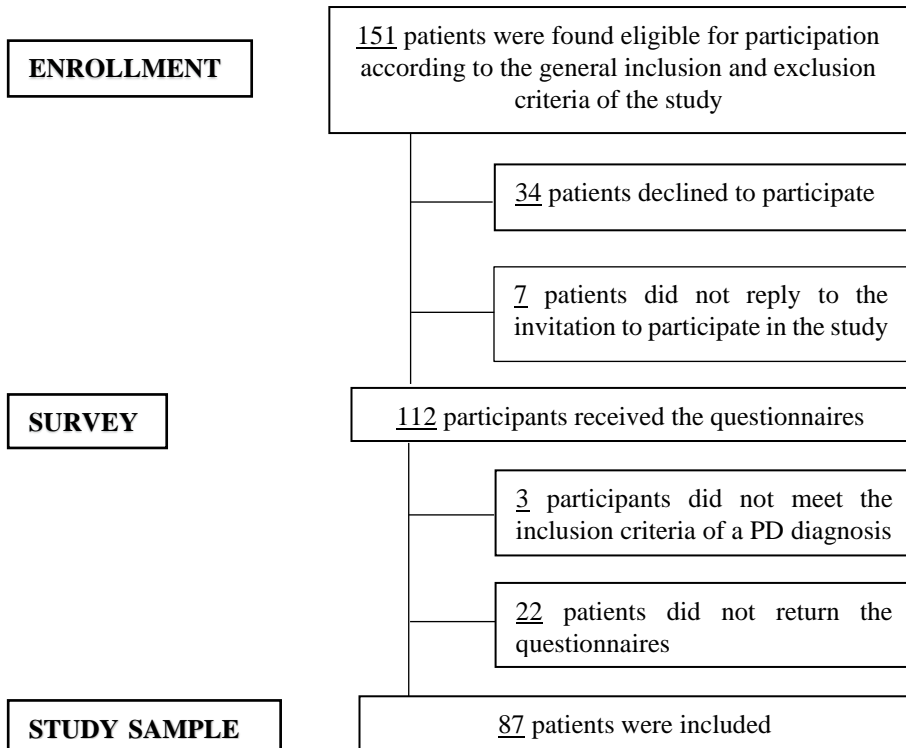 ENROLLMENT
151 patients were found eligible for participation
according to the general inclusion and exclusion
criteria of the study
34 patients declined to participate
7 patients did not reply to the
invitation to participate in the study
SURVEY
112 participants received the questionnaires
3 participants did not meet the
inclusion criteria of a PD diagnosis
22 patients did not return the
questionnaires
STUDY SAMPLE
87 patients were included